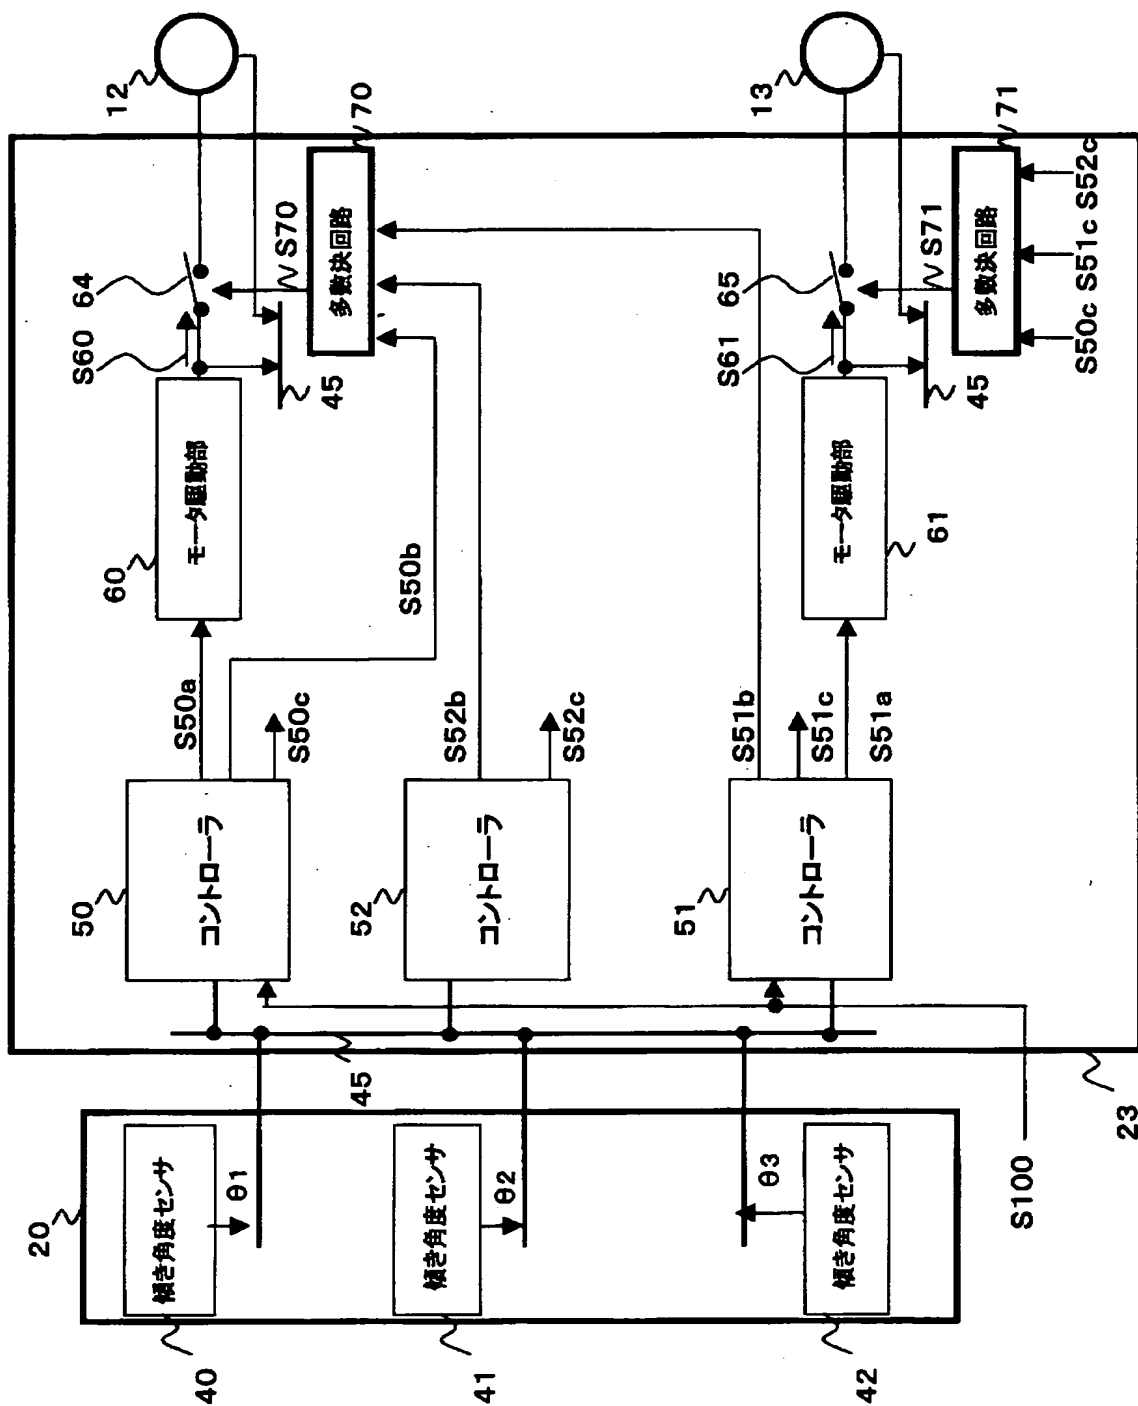 20
40
傾き角度センサ
θ1
41
傾き角度センサ
θ2
42
傾き角度センサ
θ3
S100
23
45
50
コントローラ
S50a
S50c
S50b
52
コントローラ
S52b
S52c
51
コントローラ
S51b
S51c
S51a
60
モータ駆動部
S60
64
45
S70
多数決回路
70
12
61
モータ駆動部
S61
65
45
S71
多数決回路
71
S50c
S51c
S52c
13